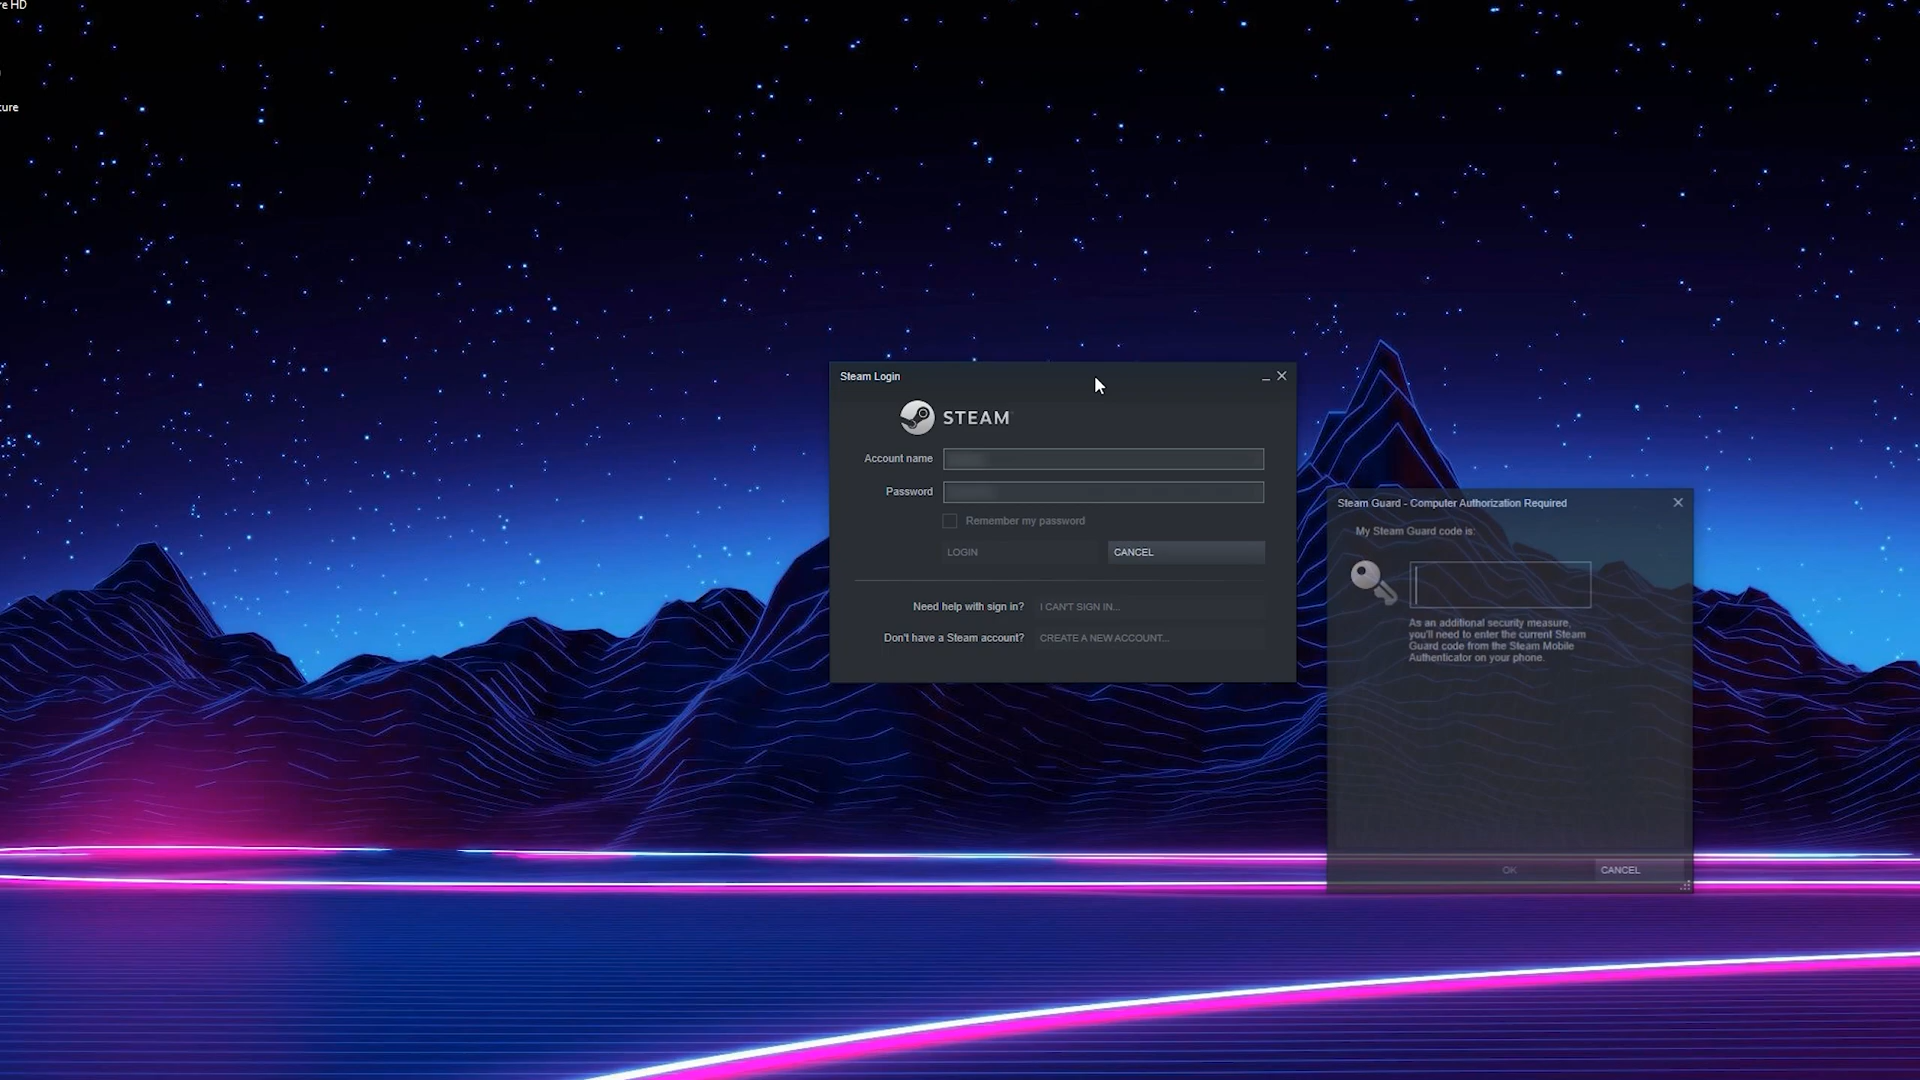 re HD
ture
Steam Login
STEAM
Account name
Password
Remember my password
LOGIN
CANCEL
Need help with sign in?
I CAN'T SIGN IN...
Don't have a Steam account?
CREATE A NEW ACCOUNT...
Steam Guard - Computer Authorization Required
My Steam Guard code is:
As an additional security measure,
you'll need to enter the current Steam
Guard code from the Steam Mobile
Authenticator on your phone.
OK
CANCEL